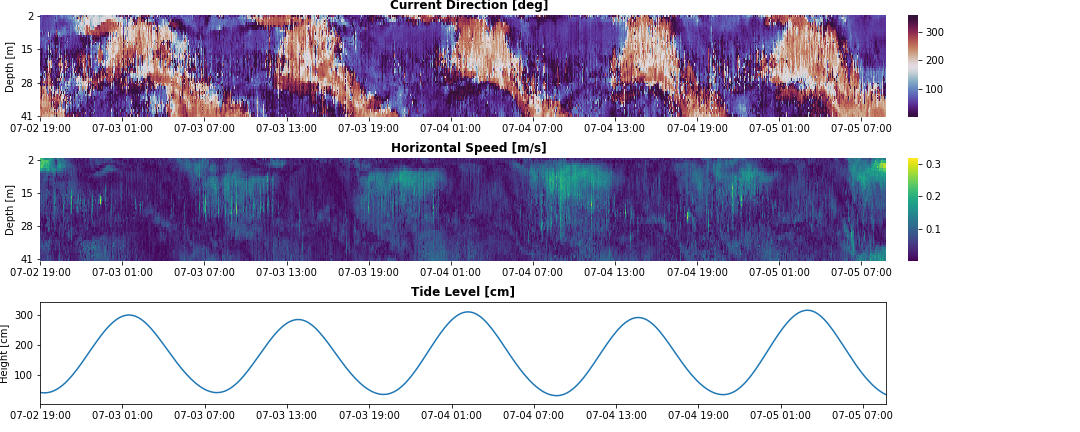 Current Direction [deg]
2
15
28
41
Depth [m]
07-02 19:00 07-03 01:00 07-03 07:00 07-03 13:00 07-03 19:00 07-04 01:00 07-04 07:00 07-04 13:00 07-04 19:00 07-05 01:00 07-05 07:00
300
200
100
Horizontal Speed [m/s]
2
15
28
41
Depth [m]
07-02 19:00 07-03 01:00 07-03 07:00 07-03 13:00 07-03 19:00 07-04 01:00 07-04 07:00 07-04 13:00 07-04 19:00 07-05 01:00 07-05 07:00
0.3
0.2
0.1
Tide Level [cm]
300
200
100
Height [cm]
07-02 19:00 07-03 01:00 07-03 07:00 07-03 13:00 07-03 19:00 07-04 01:00 07-04 07:00 07-04 13:00 07-04 19:00 07-05 01:00 07-05 07:00